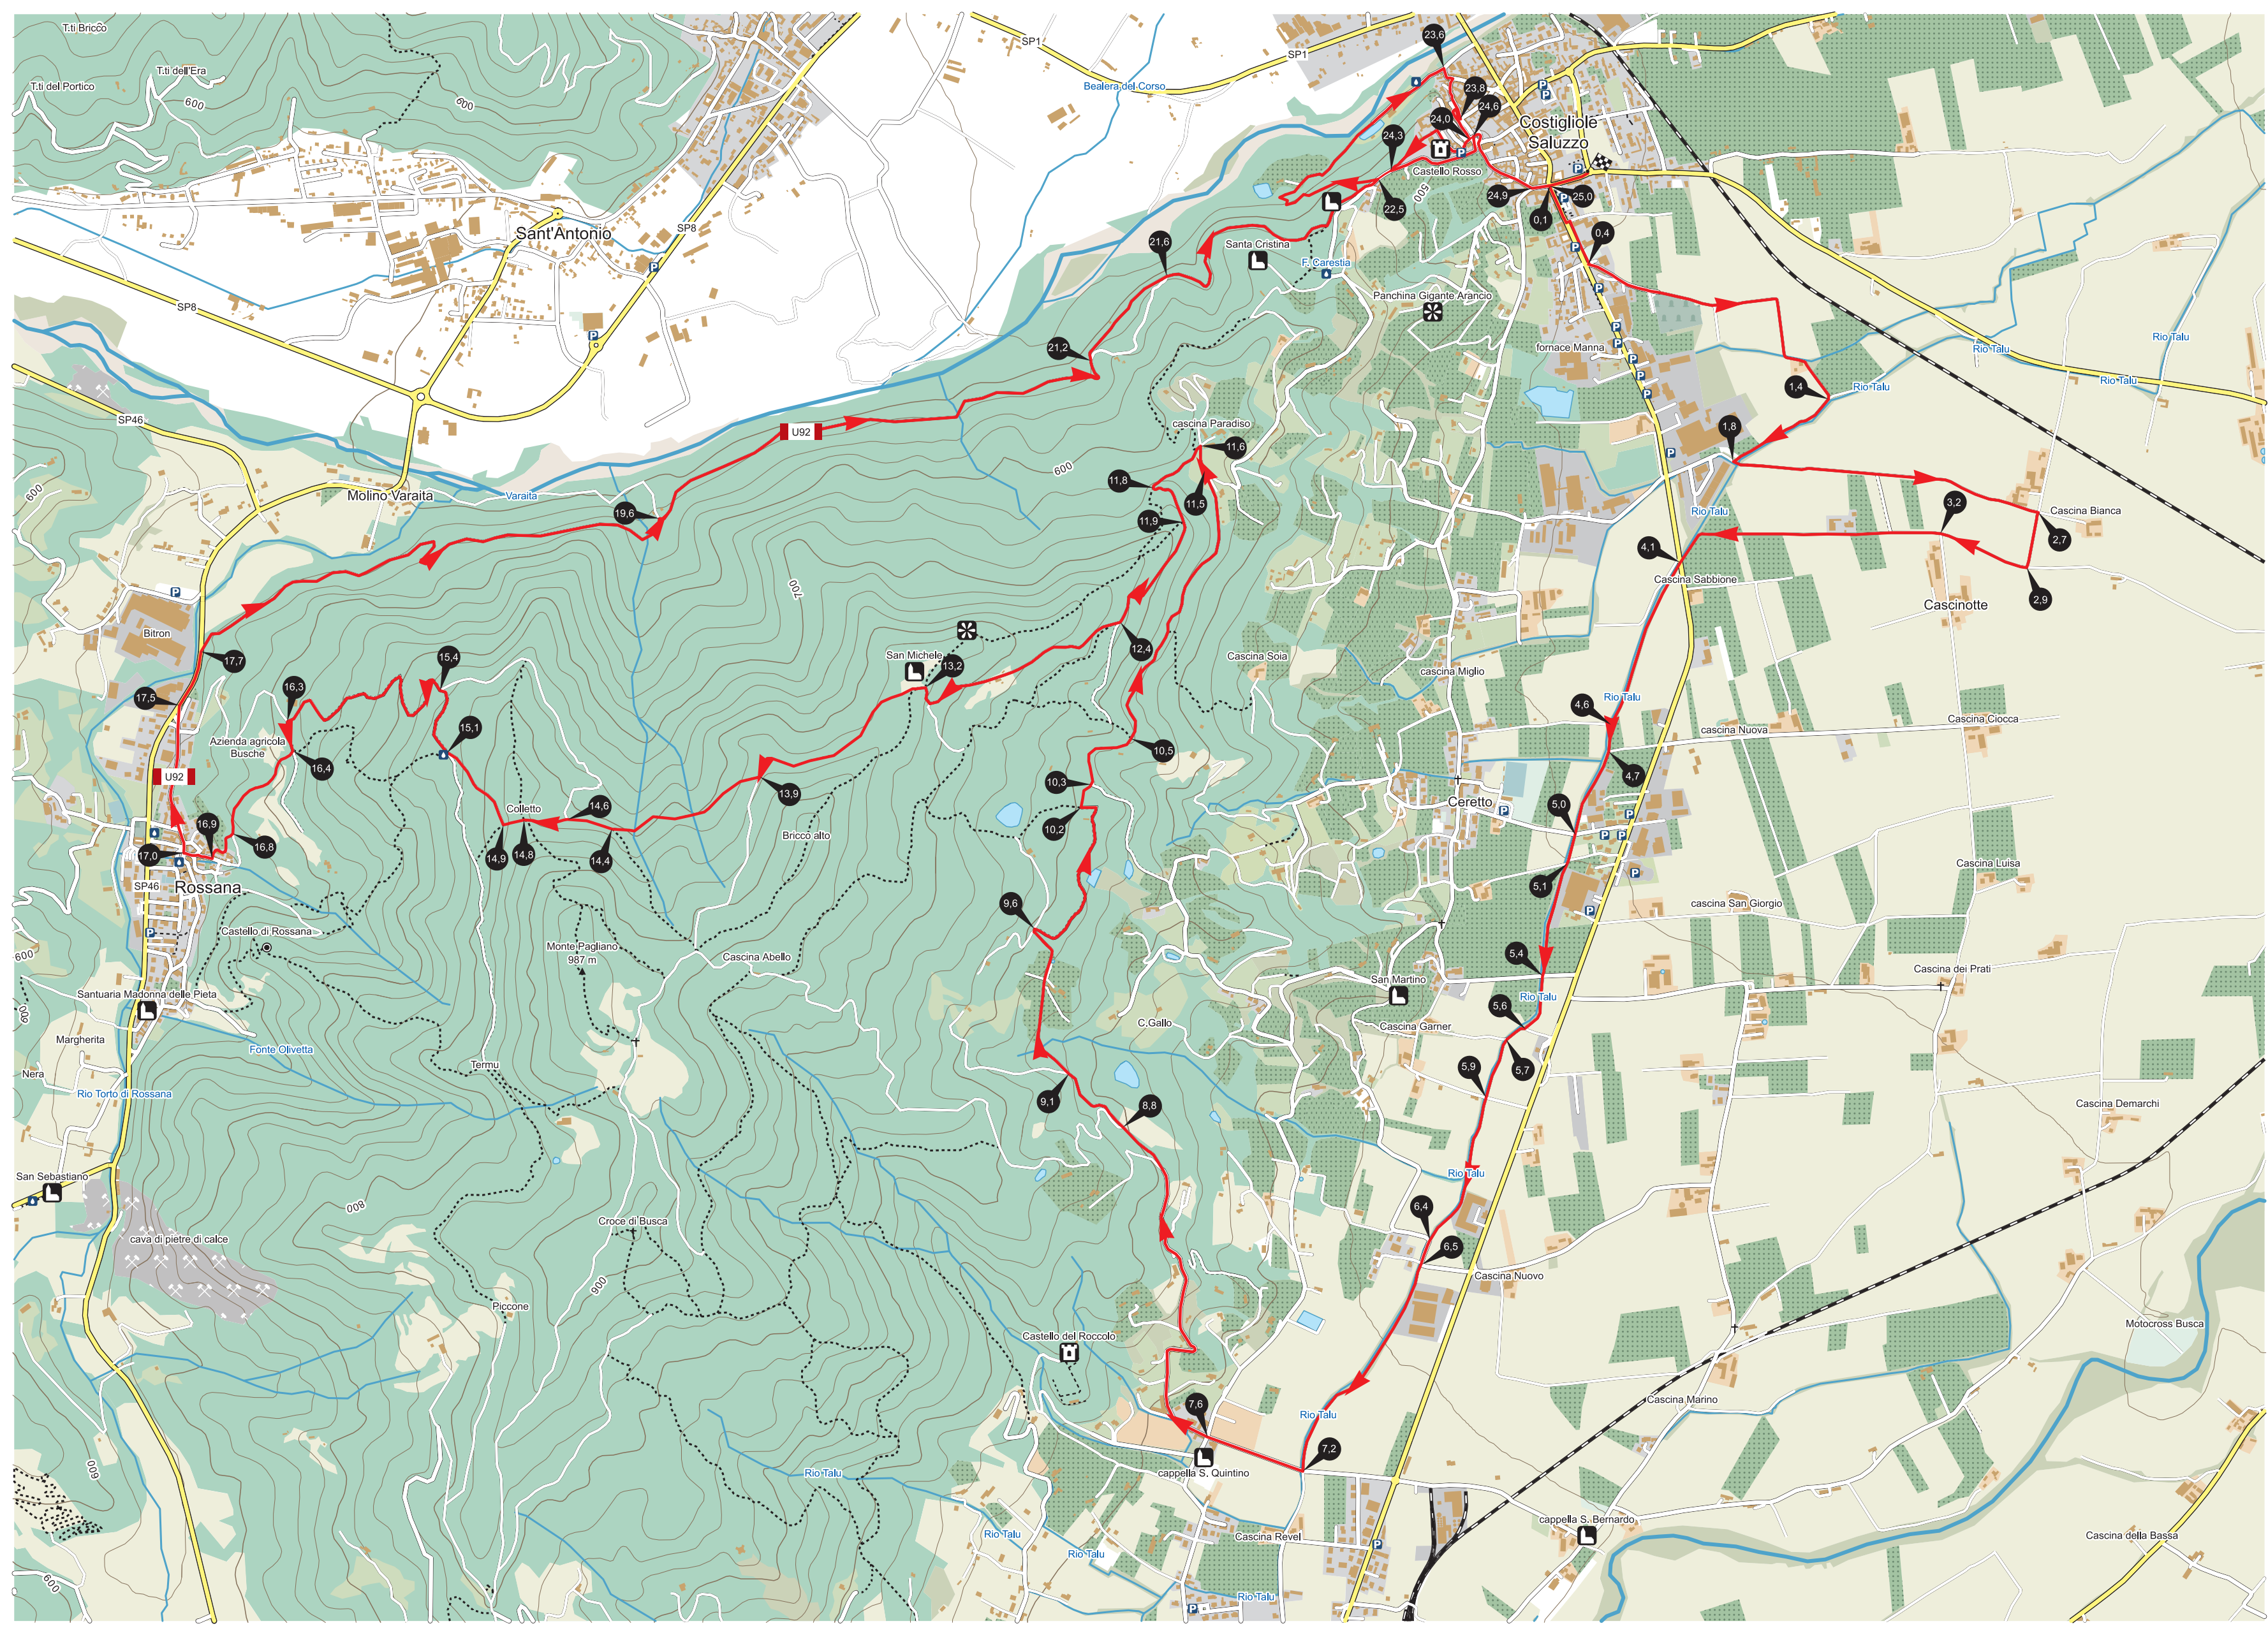 T.ti Bricco
T.ti dell'Era
T.ti del Portico
600
600
SP1
SP1
Bealera del Corso
23,6
23,8
24,6
24,0
24,3
Costigliole
Saluzzo
Castello Rosso
500
22,5
24,9
0,1
25,0
0,4
Sant'Antonio
SP8
SP8
21,6
Santa Cristina
F. Carestia
Panchina Gigante Arancio
fornace Manna
21,2
Rio Talu
Rio Talu
Rio Talu
Rio Talu
1,4
1,8
SP46
U92
cascina Paradiso
11,6
600
11,8
11,5
11,9
600
Molino Varaita
Varaita
19,6
Rio Talu
3,2
Cascina Bianca
2,7
4,1
Cascina Sabbione
2,9
Cascinotte
700
Bitron
17,7
15,4
San Michele
13,2
12,4
Cascina Soia
cascina Miglio
17,5
16,3
Rio Talu
4,6
cascina Nuova
Cascina Ciocca
Azienda agricola
Busche
15,1
16,4
10,5
4,7
U92
10,3
13,9
Ceretto
Colletto
14,6
10,2
5,0
16,9
16,8
Bricco alto
14,9
14,8
14,4
17,0
SP46
Rossana
Cascina Luisa
5,1
9,6
cascina San Giorgio
Castello di Rossana
Monte Pagliano
987 m
Cascina Abello
5,4
San Martino
Cascina dei Prati
600
Santuaria Madonna delle Pieta
Rio Talu
600
Margherita
Fonte Olivetta
C.Gallo
Cascina Garner
5,6
Termu
5,7
5,9
Nera
Rio Torto di Rossana
9,1
8,8
Cascina Demarchi
San Sebastiano
Rio Talu
800
Croce di Busca
6,4
cava di pietre di calce
6,5
Cascina Nuovo
900
Piccone
Castello del Roccolo
Motocross Busca
7,6
Rio Talu
Cascina Marino
7,2
600
cappella S. Quintino
Rio Talu
Rio Talu
Cascina Revel
cappella S. Bernardo
Cascina della Bassa
Rio Talu
600
Rio Talu